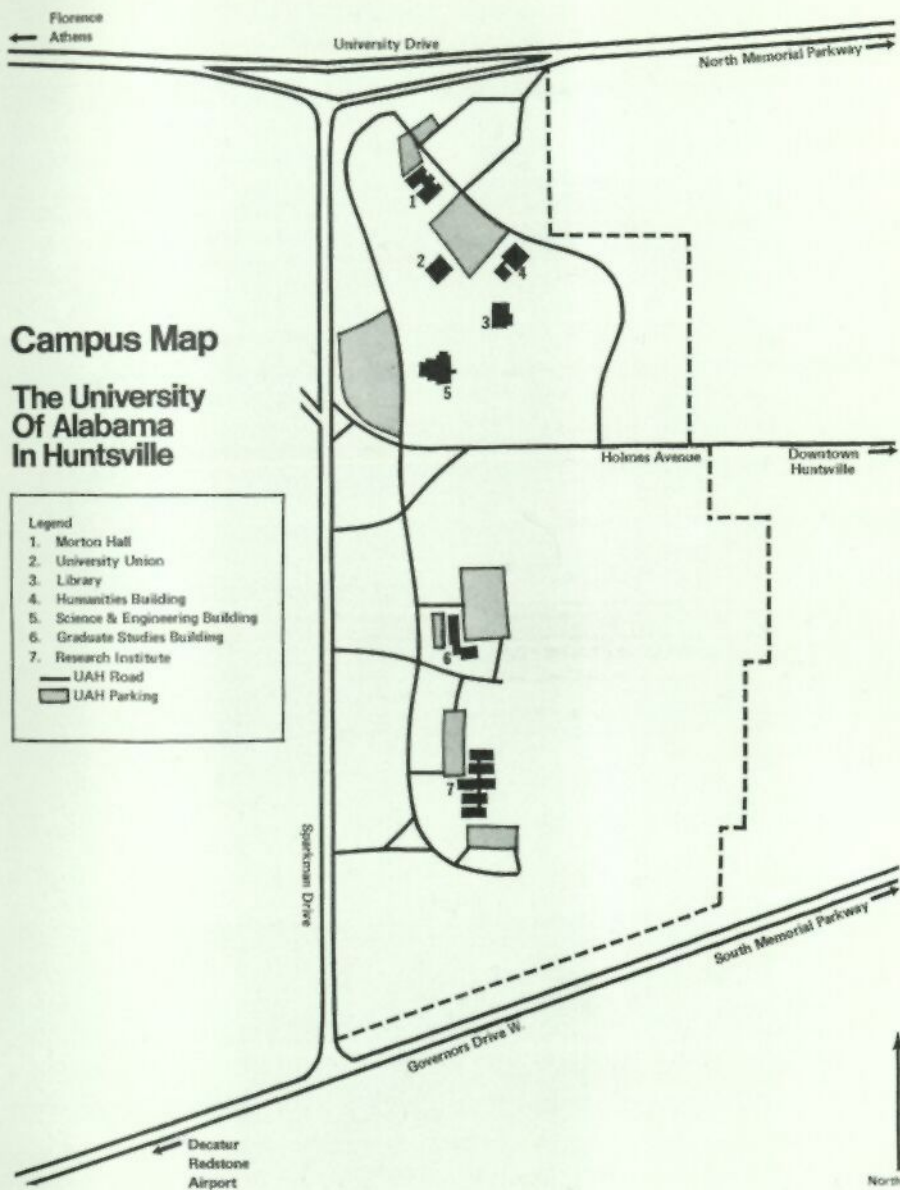 Florence
Athens
University Drive
North Memorial Parkway
1
2
4
3
5
Campus Map
The University
Of Alabama
In Huntsville
Holmes Avenue
Downtown
Huntsville
Legend
1. Morton Hall
2. University Union
3. Library
4. Humanities Building
5. Science & Engineering Building
6. Graduate Studies Building
7. Research Institute
UAH Road
UAH Parking
6
7
Sparkman Drive
South Memorial Parkway
Governors Drive W.
Decatur
Redstone
Airport
North